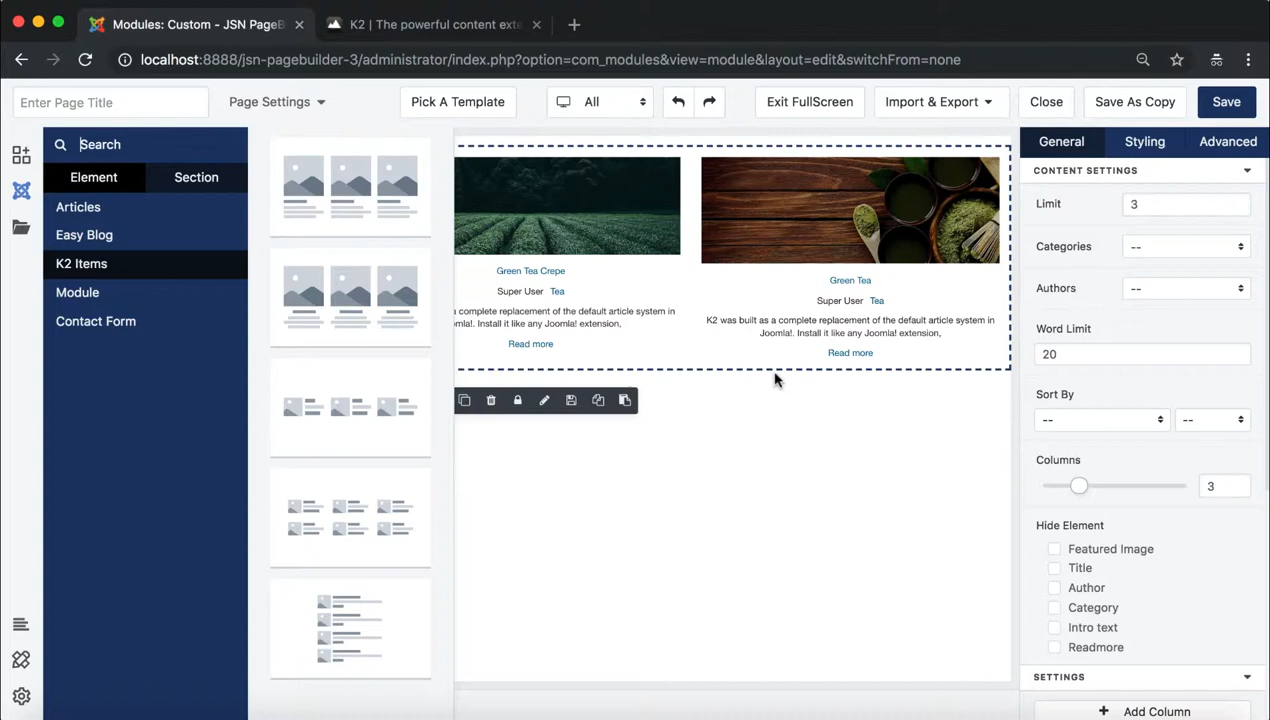 Modules: Custom - JSN PageB
K2 | The powerful content exte
localhost:8888/jsn-pagebuilder-3/administrator/index.php?option=com_modules&view=module&layout=edit&switchFrom=none
Enter Page Title
Page Settings
Pick A Template
All
Exit FullScreen
Import & Export
Close
Save As Copy
Save
Search
Element
Section
Articles
Easy Blog
K2 Items
Module
Contact Form
Green Tea Crepe
Super User Tea
a complete replacement of the default article system in
omla!. Install it like any Joomla! extension,
Read more
Green Tea
Super User Tea
K2 was built as a complete replacement of the default article system in
Joomla!. Install it like any Joomla! extension,
Read more
General
Styling
Advanced
CONTENT SETTINGS
Limit
3
Categories
--
Authors
--
Word Limit
20
Sort By
--
--
Columns
3
Hide Element
Featured Image
Title
Author
Category
Intro text
Readmore
SETTINGS
+ Add Column